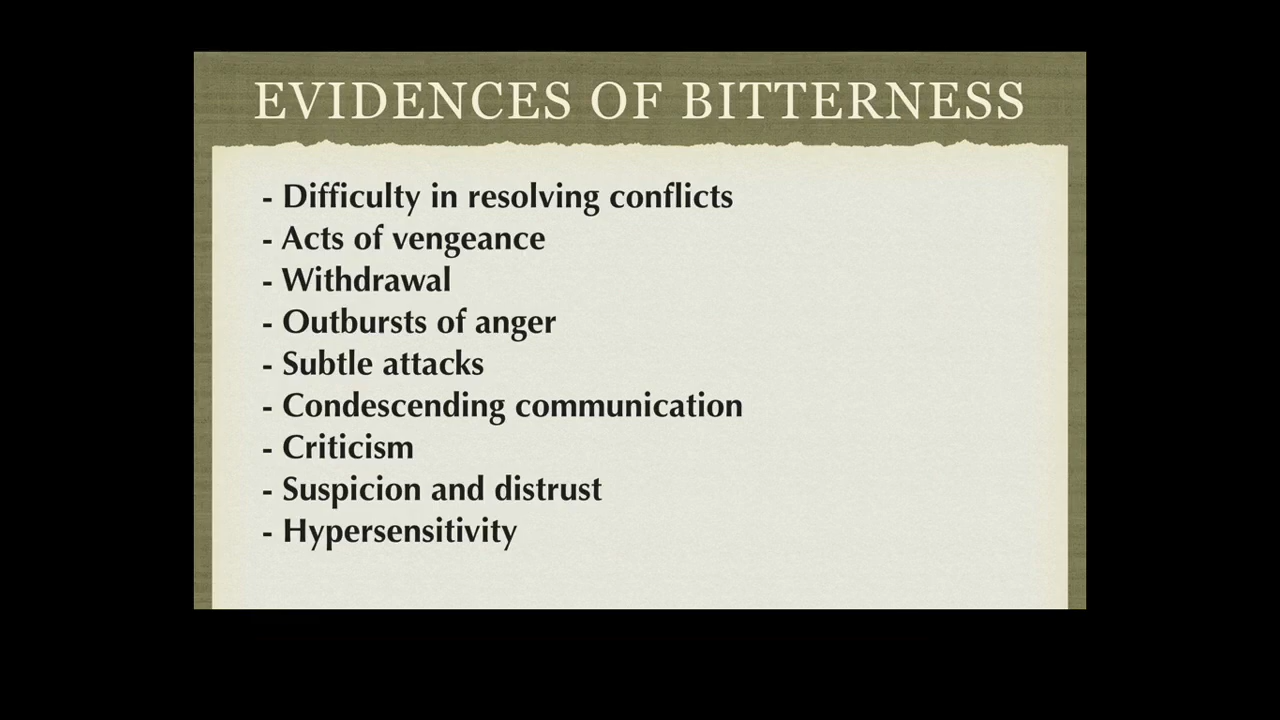 EVIDENCES OF BITTERNESS
- Difficulty in resolving conflicts
- Acts of vengeance
- Withdrawal
- Outbursts of anger
- Subtle attacks
- Condescending communication
- Criticism
- Suspicion and distrust
- Hypersensitivity